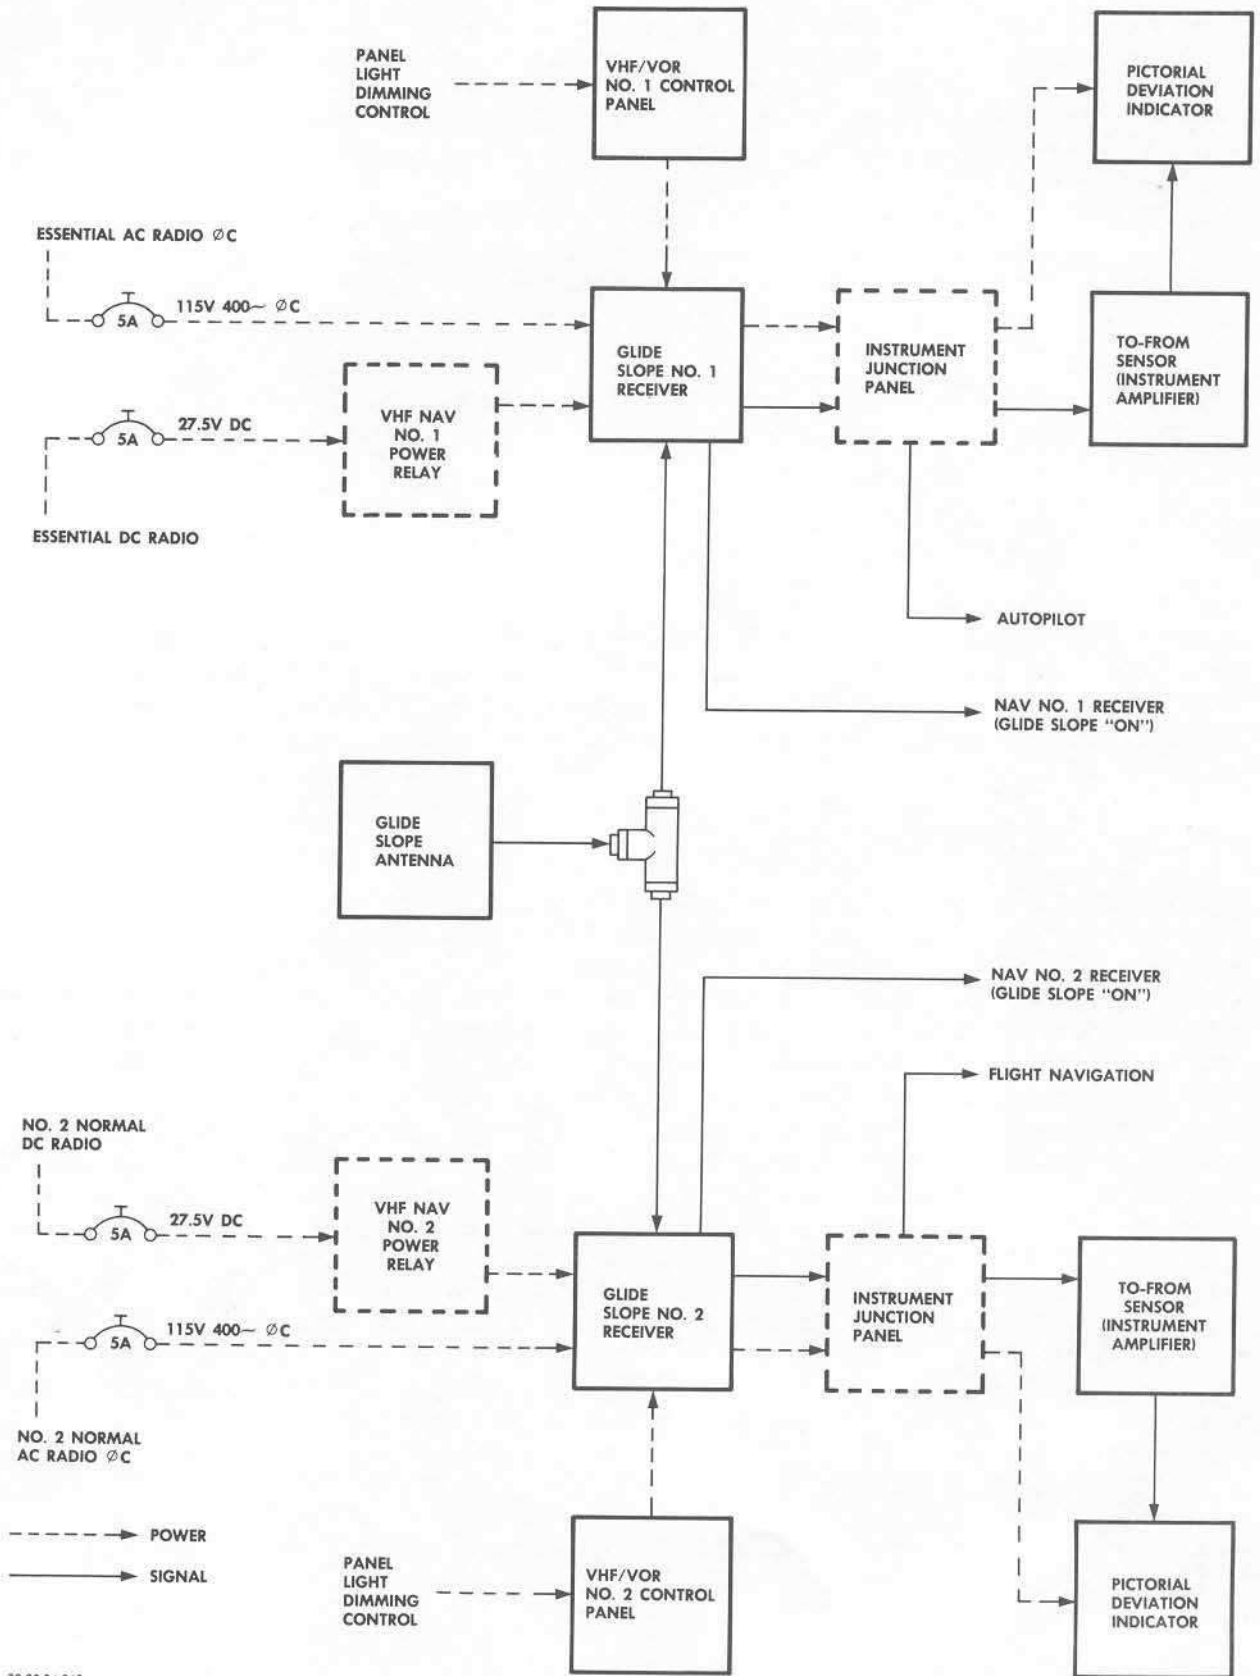 PANEL
LIGHT
DIMMING
CONTROL
VHF/VOR
NO. 1 CONTROL
PANEL
PICTORIAL
DEVIATION
INDICATOR
ESSENTIAL AC RADIO ØC
5A
115V 400~ ØC
GLIDE
SLOPE NO. 1
RECEIVER
INSTRUMENT
JUNCTION
PANEL
TO-FROM
SENSOR
(INSTRUMENT
AMPLIFIER)
5A
27.5V DC
VHF NAV
NO. 1
POWER
RELAY
ESSENTIAL DC RADIO
AUTOPILOT
NAV NO. 1 RECEIVER
(GLIDE SLOPE "ON")
GLIDE
SLOPE
ANTENNA
NAV NO. 2 RECEIVER
(GLIDE SLOPE "ON")
FLIGHT NAVIGATION
NO. 2 NORMAL
DC RADIO
5A
27.5V DC
VHF NAV
NO. 2
POWER
RELAY
GLIDE
SLOPE NO. 2
RECEIVER
INSTRUMENT
JUNCTION
PANEL
TO-FROM
SENSOR
(INSTRUMENT
AMPLIFIER)
5A
115V 400~ ØC
NO. 2 NORMAL
AC RADIO ØC
POWER
SIGNAL
PANEL
LIGHT
DIMMING
CONTROL
VHF/VOR
NO. 2 CONTROL
PANEL
PICTORIAL
DEVIATION
INDICATOR